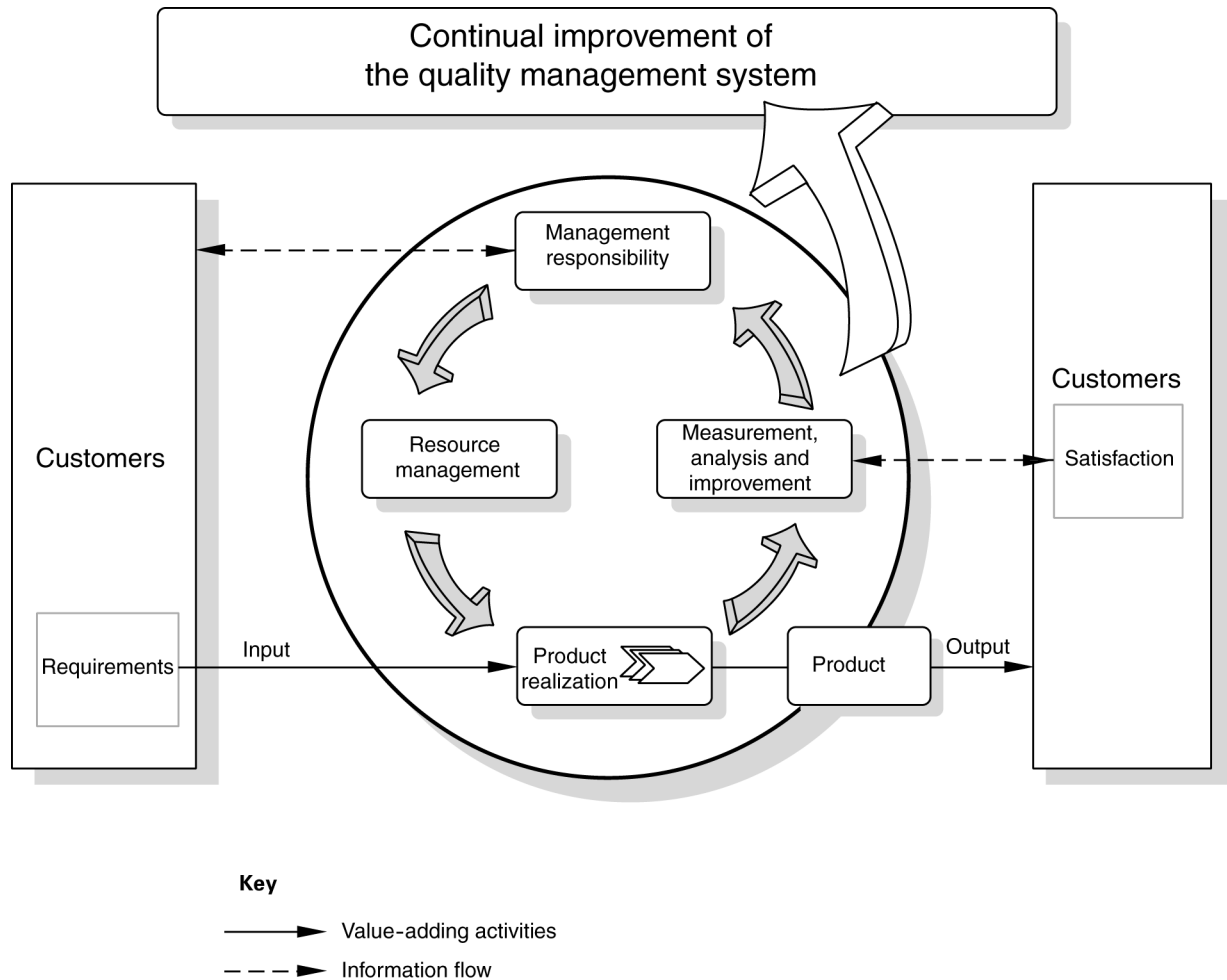 Continual improvement of
the quality management system
Management
responsibility
Customers
Resource
management
Measurement,
analysis and
improvement
Customers
Satisfaction
Requirements
Input
Product
realization
Product
Output
Key
Value-adding activities
Information flow